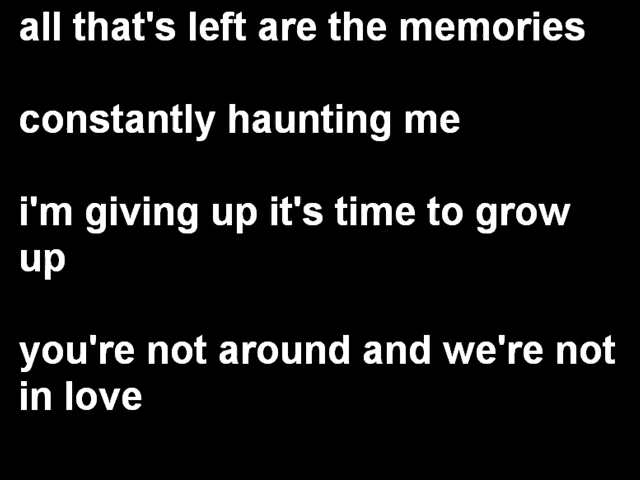 all that's left are the memories
constantly haunting me
i'm giving up it's time to grow
up
you're not around and we're not
in love